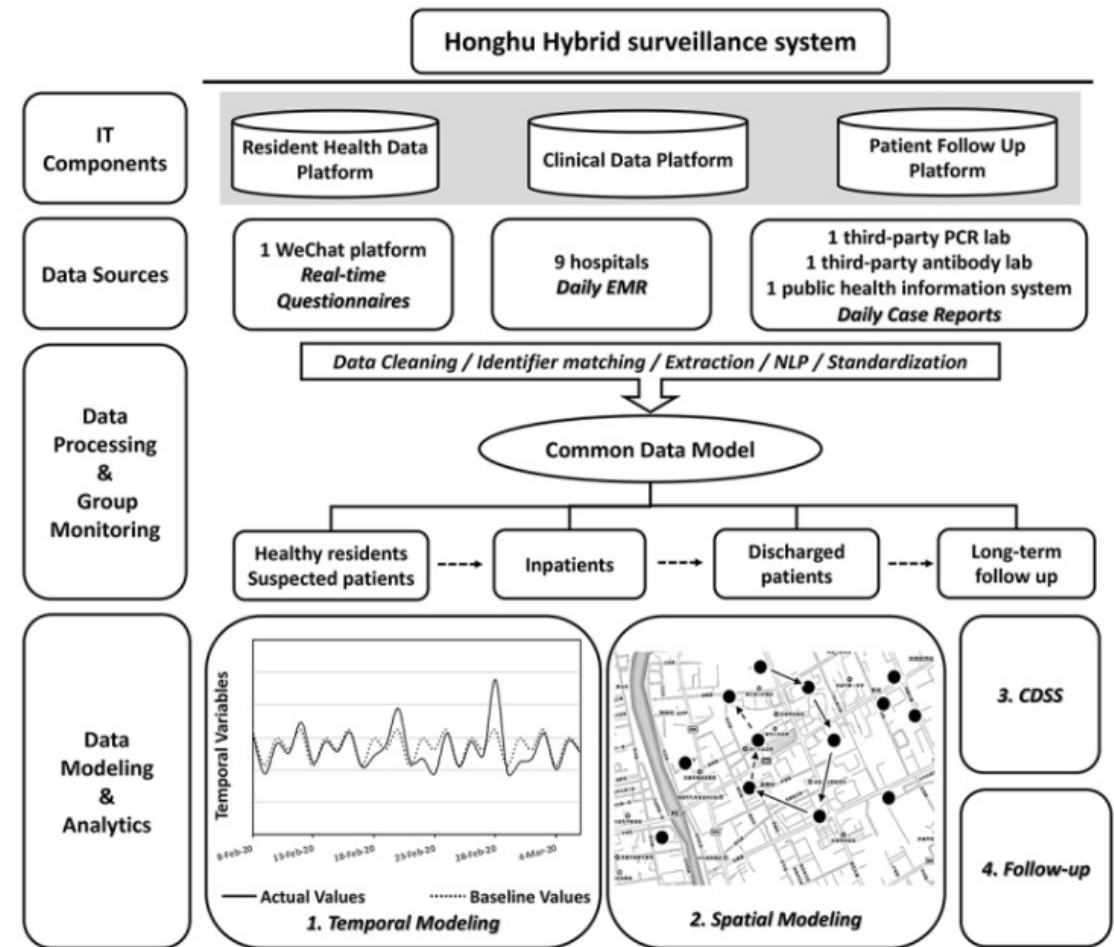 Honghu Hybrid surveillance system
IT
Components
Resident Health Data
Platform
Clinical Data Platform
Patient Follow Up
Platform
Data Sources
1 WeChat platform
Real-time
Questionnaires
9 hospitals
Daily EMR
1 third-party PCR lab
1 third-party antibody lab
1 public health information system
Daily Case Reports
Data
Processing
&
Group
Monitoring
Data Cleaning / Identifier matching / Extraction / NLP / Standardization
Common Data Model
Healthy residents
Suspected patients
Inpatients
Discharged
patients
Long-term
follow up
Data
Modeling
&
Analytics
Temporal Variables
8-Feb-20
13-Feb-20
18-Feb-20
23-Feb-20
28-Feb-20
4-Mar-20
Actual Values
Baseline Values
1. Temporal Modeling
2. Spatial Modeling
3. CDSS
4. Follow-up